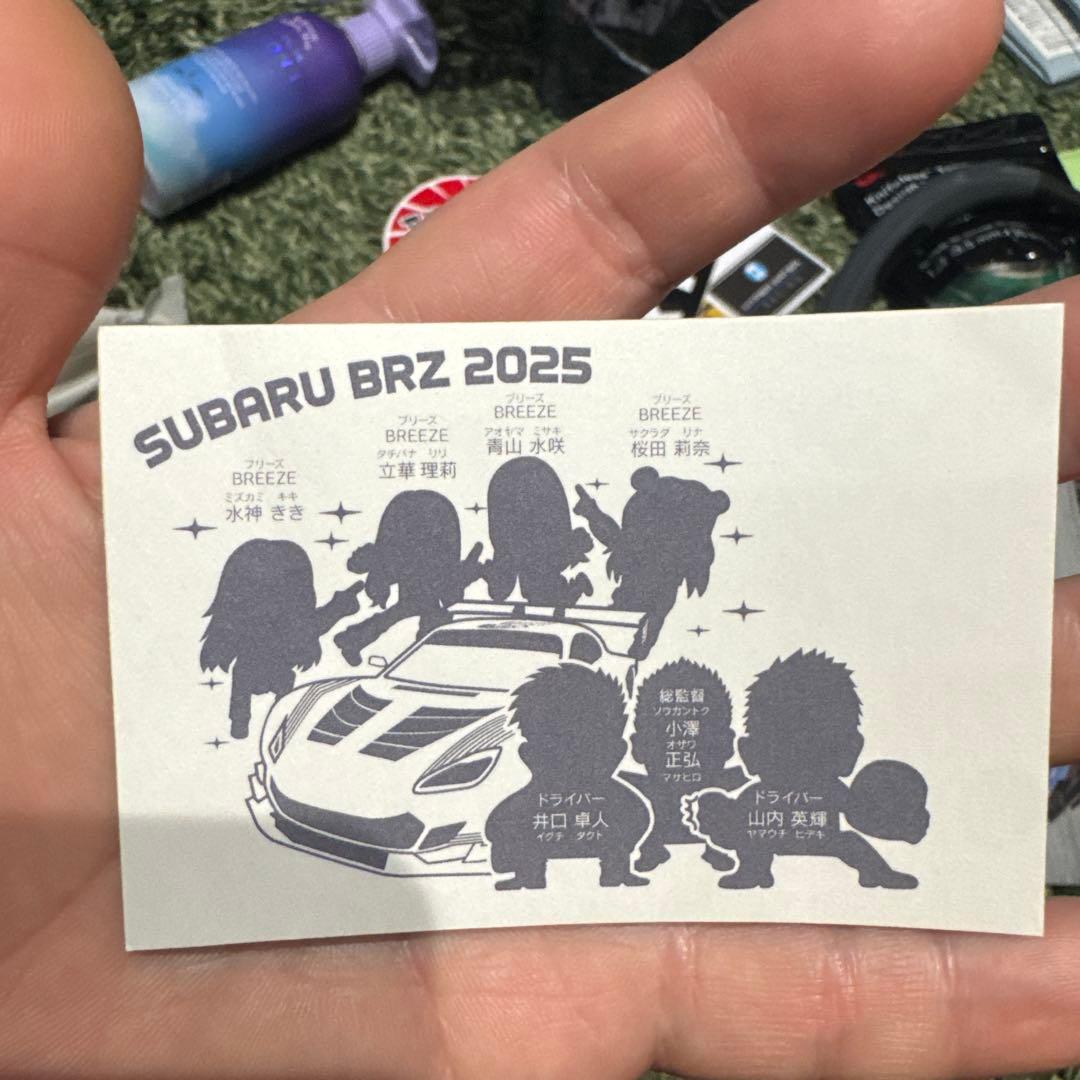 SUBARU BRZ 2025
ブリーズ
BREEZE
ミズカミ キキ
水神 きき
ブリーズ
BREEZE
タチバナ リリ
立華 理莉
ブリーズ
BREEZE
アオヤマ ミサキ
青山 水咲
ブリーズ
BREEZE
サクラダ リナ
桜田 莉奈
総監督
ソウカントク
小澤
オザワ
正弘
マサヒロ
ドライバー
井口 卓人
イグチ タクト
ドライバー
山内 英輝
ヤマウチ ヒデキ